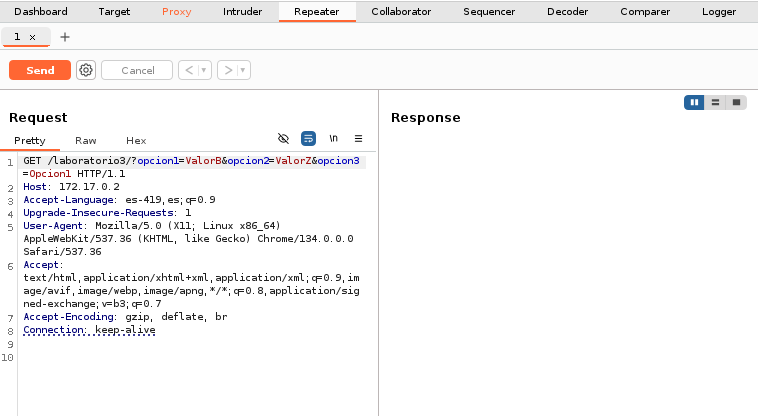 Dashboard Target Proxy Intruder Repeater Collaborator Sequencer Decoder Comparer Logger
1 x +
Send Cancel < >
Request
Pretty Raw Hex \n
1 GET /laboratorio3/?opcion1=ValorB&opcion2=ValorZ&opcion3
=Opcion1 HTTP/1.1
2 Host: 172.17.0.2
3 Accept-Language: es-419,es;q=0.9
4 Upgrade-Insecure-Requests: 1
5 User-Agent: Mozilla/5.0 (X11; Linux x86_64)
AppleWebKit/537.36 (KHTML, like Gecko) Chrome/134.0.0.0
Safari/537.36
6 Accept:
text/html,application/xhtml+xml,application/xml;q=0.9,im
age/avif,image/webp,image/apng,*/*;q=0.8,application/sig
ned-exchange;v=b3;q=0.7
7 Accept-Encoding: gzip, deflate, br
8 Connection: keep-alive
9
10
Response